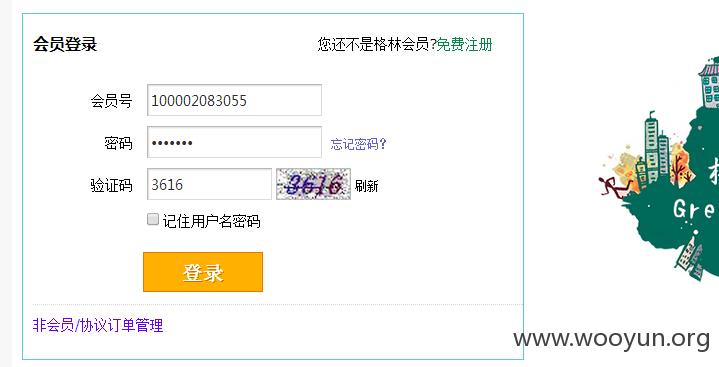 会员登录
您还不是格林会员?免费注册
会员号 100002083055
密码 ••••••• 忘记密码?
验证码 3616 3616 刷新
记住用户名密码
登录
非会员/协议订单管理
Gre
www.wooyun.org